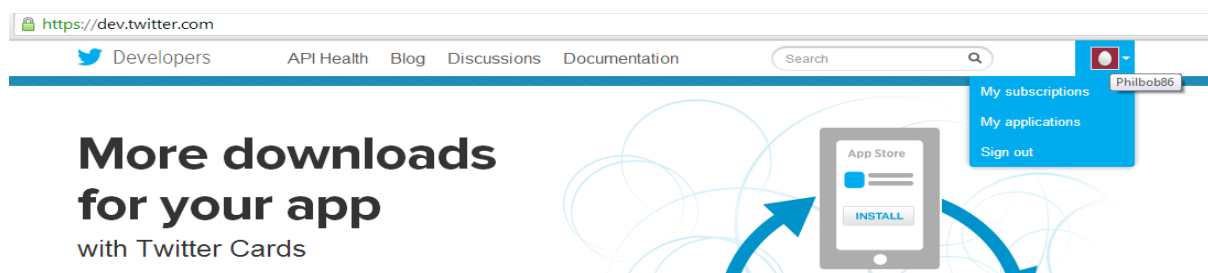 https://dev.twitter.com
Developers API Health Blog Discussions Documentation Search
Philbob86
My subscriptions
My applications
Sign out
More downloads
for your app
with Twitter Cards
App Store
INSTALL